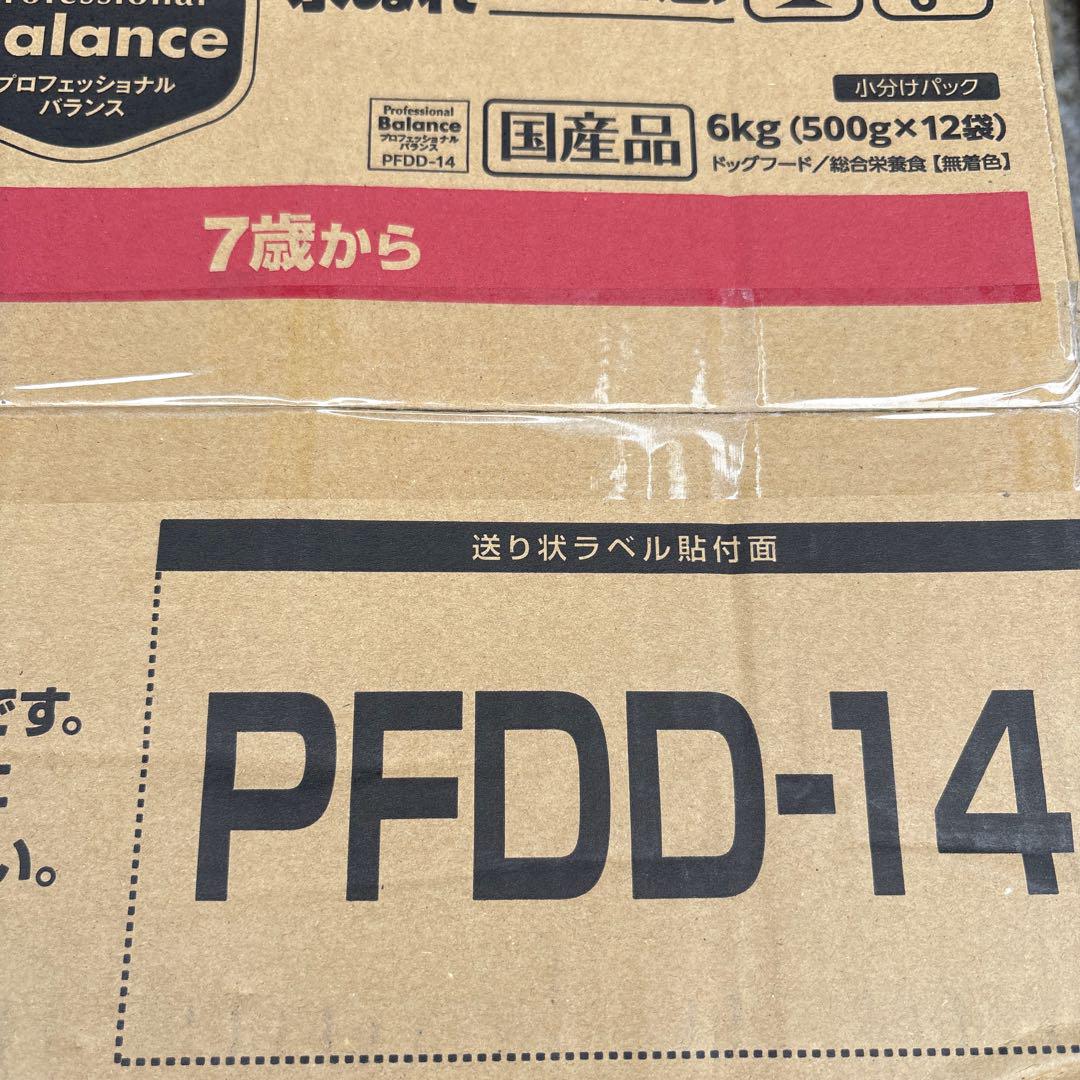 alance
プロフェッショナル
バランス
小分けパック
Professional
Balance
プロフェッショナル
バランス
PFDD-14
国産品
6kg (500g×12袋)
ドッグフード/総合栄養食【無着色】
7歳から
送り状ラベル貼付面
です。
い。
PFDD-14